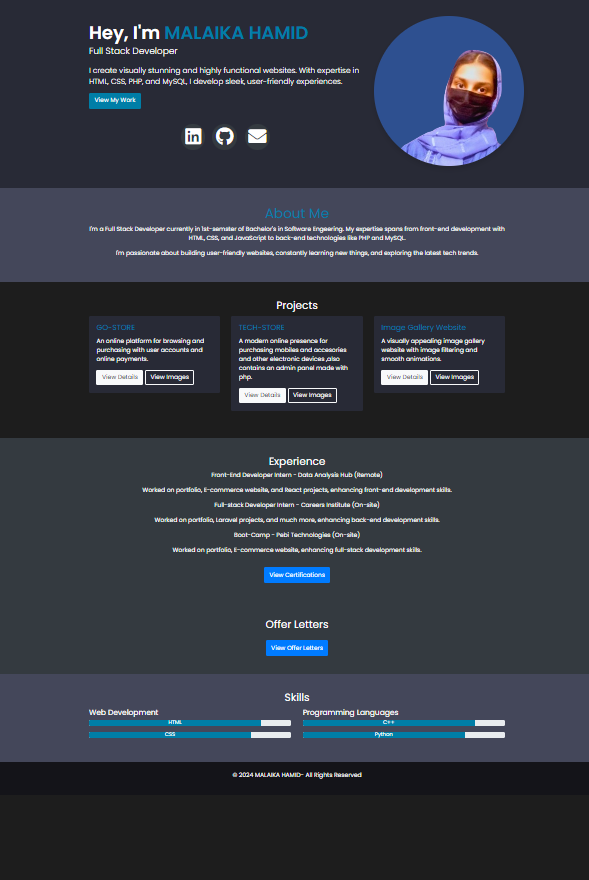 Hey, I'm MALAIKA HAMID
Full Stack Developer
I create visually stunning and highly functional websites. With expertise in
HTML, CSS, PHP, and MySQL, I develop sleek, user-friendly experiences.
View My Work
About Me
I'm a Full Stack Developer currently in 1st-semster of Bachelor's in Software Engeering. My expertise spans from front-end development with
HTML, CSS, and JavaScript to back-end technologies like PHP and MySQL.
I'm passionate about building user-friendly websites, constantly learning new things, and exploring the latest tech trends.
Projects
GO-STORE
An online platform for browsing and
purchasing with user accounts and
online payments.
View Details View Images
TECH-STORE
A modern online presence for
purchasing mobiles and accesories
and other electronic devices ,also
contains an admin panel made with
php.
View Details View Images
Image Gallery Website
A visually appealing image gallery
website with image filtering and
smooth animations.
View Details View Images
Experience
Front-End Developer Intern - Data Analysis Hub (Remote)
Worked on portfolio, E-commerce website, and React projects, enhancing front-end development skills.
Full-stack Developer Intern - Careers Institute (On-site)
Worked on portfolio, Laravel projects, and much more, enhancing back-end development skills.
Boot-Camp - Pebi Technologies (On-site)
Worked on portfolio, E-commerce website, enhancing full-stack development skills.
View Certifications
Offer Letters
View Offer Letters
Skills
Web Development
HTML
CSS
Programming Languages
C++
Python
© 2024 MALAIKA HAMID- All Rights Reserved